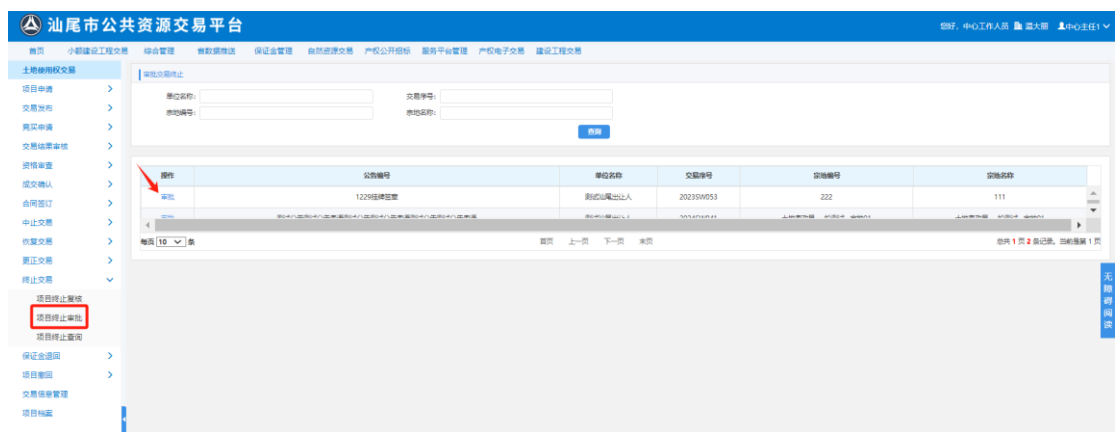 汕尾市公共资源交易平台
您好，中心工作人员 温大丽 中心主任1
首页 小额建设工程交易 综合管理 省数据推送 保证金管理 自然资源交易 产权公开招标 服务平台管理 产权电子交易 建设工程交易
土地使用权交易
审批交易终止
项目申请
单位名称： 交易序号：
交易发布
宗地编号： 宗地名称：
竞买申请
查询
交易结果审核
资格审查
操作 公告编号 单位名称 交易序号 宗地编号 宗地名称
成交确认
审批 1229挂牌签章 测试汕尾出让人 2023SW053 222 111
合同签订
中止交易
恢复交易
每页 10 条 首页 上一页 下一页 末页 总共 1 页 2 条记录，当前是第 1 页
更正交易
终止交易
项目终止复核
项目终止审批
项目终止查询
保证金退回
项目撤回
交易信息管理
项目档案
无障碍阅读